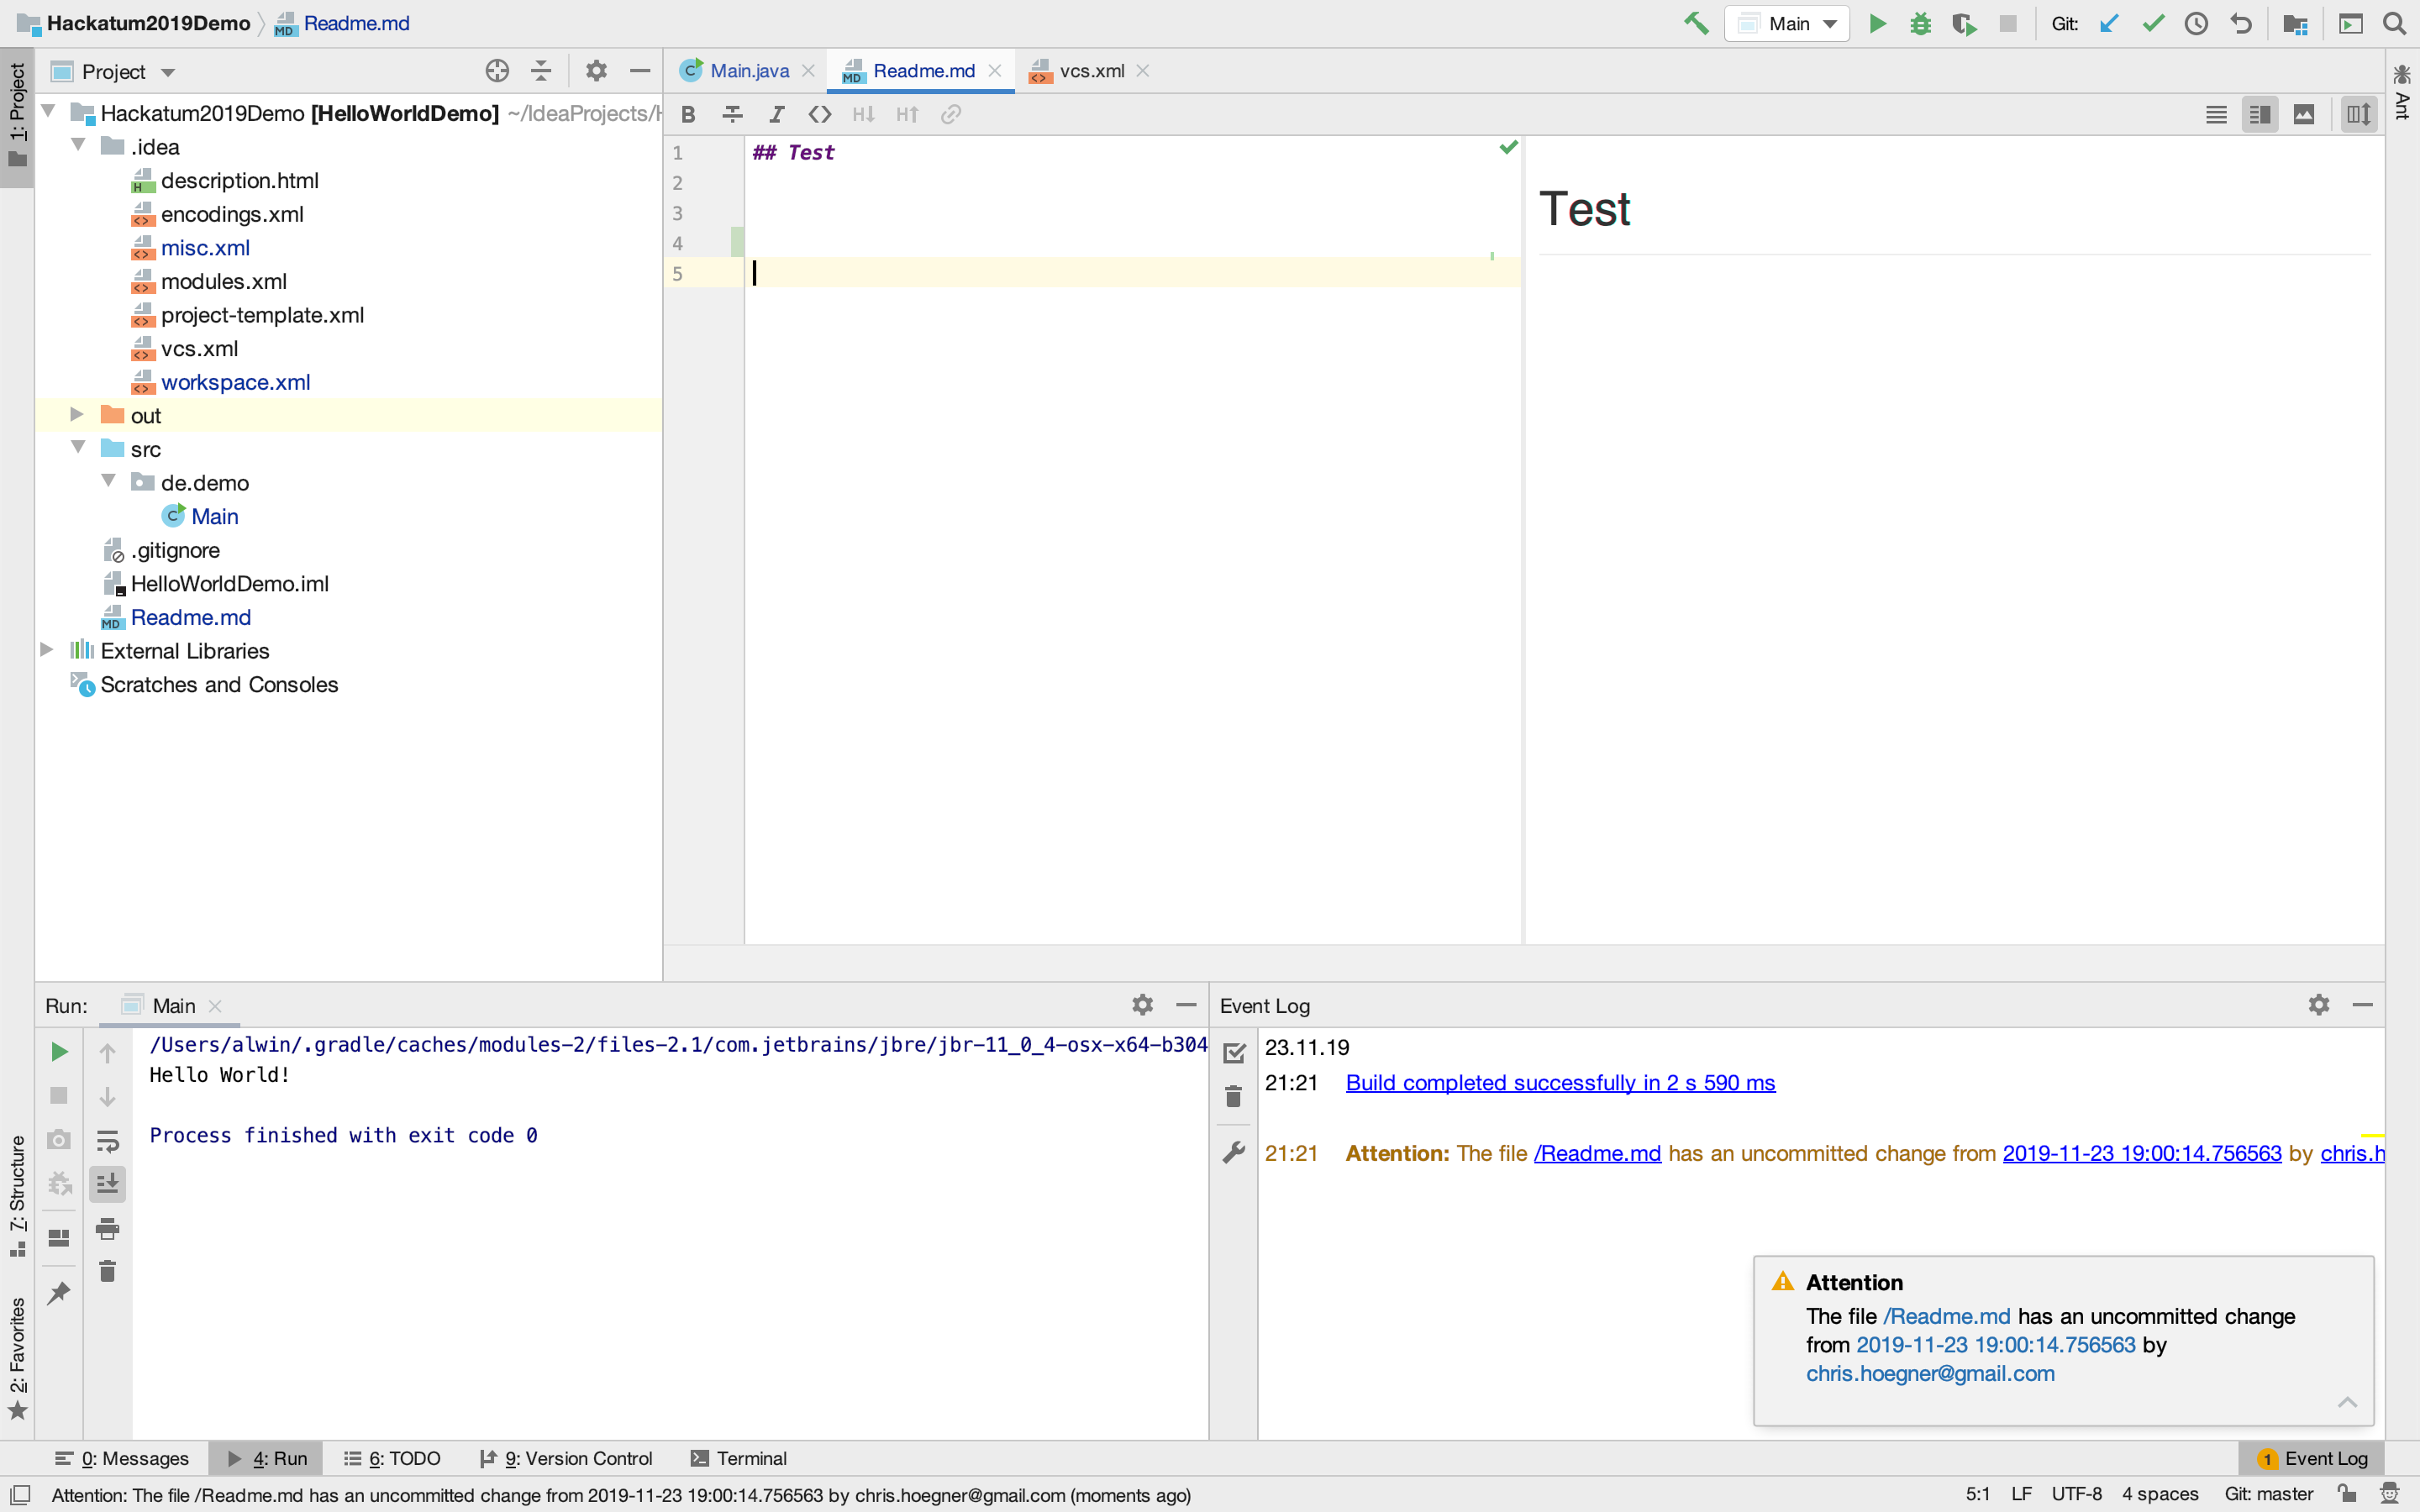 Hackatum2019Demo
Readme.md
Main
Git:
1: Project
Project
Main.java
Readme.md
vcs.xml
Ant
Hackatum2019Demo [HelloWorldDemo] ~/IdeaProjects/H
.idea
description.html
encodings.xml
misc.xml
modules.xml
project-template.xml
vcs.xml
workspace.xml
out
src
de.demo
Main
.gitignore
HelloWorldDemo.iml
Readme.md
External Libraries
Scratches and Consoles
1 ## Test
2
3
4
5
Test
Run:
Main
/Users/alwin/.gradle/caches/modules-2/files-2.1/com.jetbrains/jbre/jbr-11_0_4-osx-x64-b304
Hello World!
Process finished with exit code 0
Event Log
23.11.19
21:21 Build completed successfully in 2 s 590 ms
21:21 Attention: The file /Readme.md has an uncommitted change from 2019-11-23 19:00:14.756563 by chris.h
Attention
The file /Readme.md has an uncommitted change
from 2019-11-23 19:00:14.756563 by
chris.hoegner@gmail.com
7: Structure
2: Favorites
0: Messages
4: Run
6: TODO
9: Version Control
Terminal
1 Event Log
Attention: The file /Readme.md has an uncommitted change from 2019-11-23 19:00:14.756563 by chris.hoegner@gmail.com (moments ago)
5:1 LF UTF-8 4 spaces Git: master